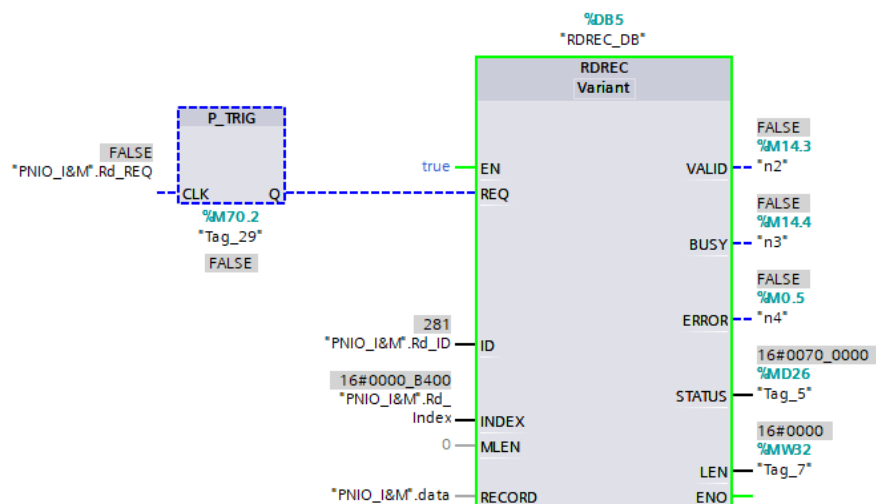 %DB5
"RDREC_DB"
RDREC
Variant
P_TRIG
FALSE
"PNIO_I&M".Rd_REQ
CLK
Q
%M70.2
"Tag_29"
FALSE
true
EN
REQ
281
"PNIO_I&M".Rd_ID
ID
16#0000_B400
"PNIO_I&M".Rd_
Index
INDEX
0
MLEN
"PNIO_I&M".data
RECORD
FALSE
%M14.3
VALID
"n2"
FALSE
%M14.4
BUSY
"n3"
FALSE
%M0.5
ERROR
"n4"
16#0070_0000
%MD26
STATUS
"Tag_5"
16#0000
%MW32
LEN
"Tag_7"
ENO